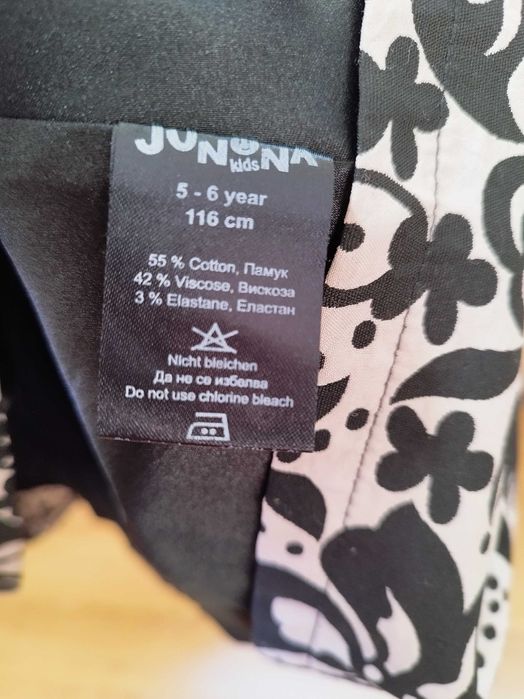 JUNONA
kids
5 - 6 year
116 cm
55 % Cotton, Памук
42 % Viscose, Вискоза
3 % Elastane, Еластан
Nicht bleichen
Да не се избелва
Do not use chlorine bleach